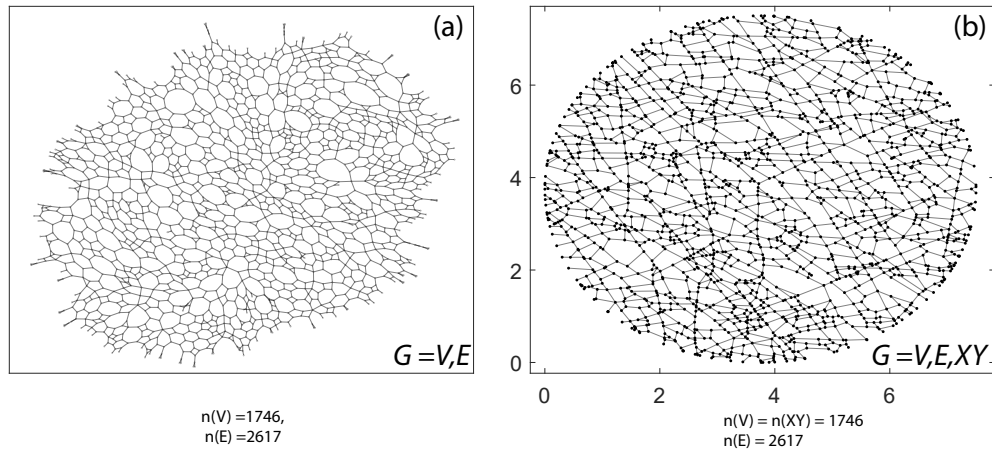 (a)
G =V,E
n(V) =1746,
n(E) =2617
(b)
6
4
2
0
0
2
4
6
G =V,E,XY
n(V) = n(XY) = 1746
n(E) = 2617